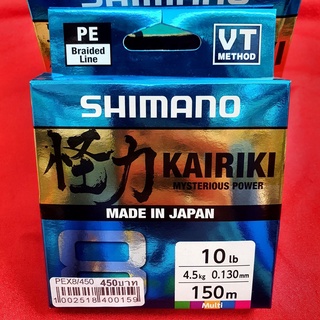 PE
Braided
Line
VT
METHOD
SHIMANO
怪力
KAIRIKI
MYSTERIOUS POWER
MADE IN JAPAN
8
10 lb
4.5kg 0.130mm
150m
Multi
PEX8/450 450บาท
1002518400159